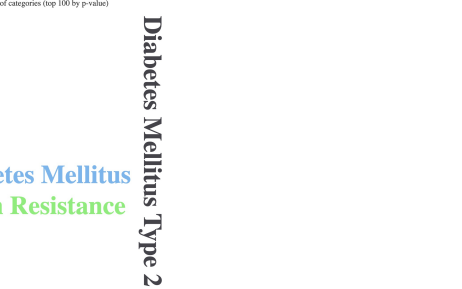 of categories (top 100 by p-value)
Diabetes Mellitus Type 2
etes Mellitus
Resistance